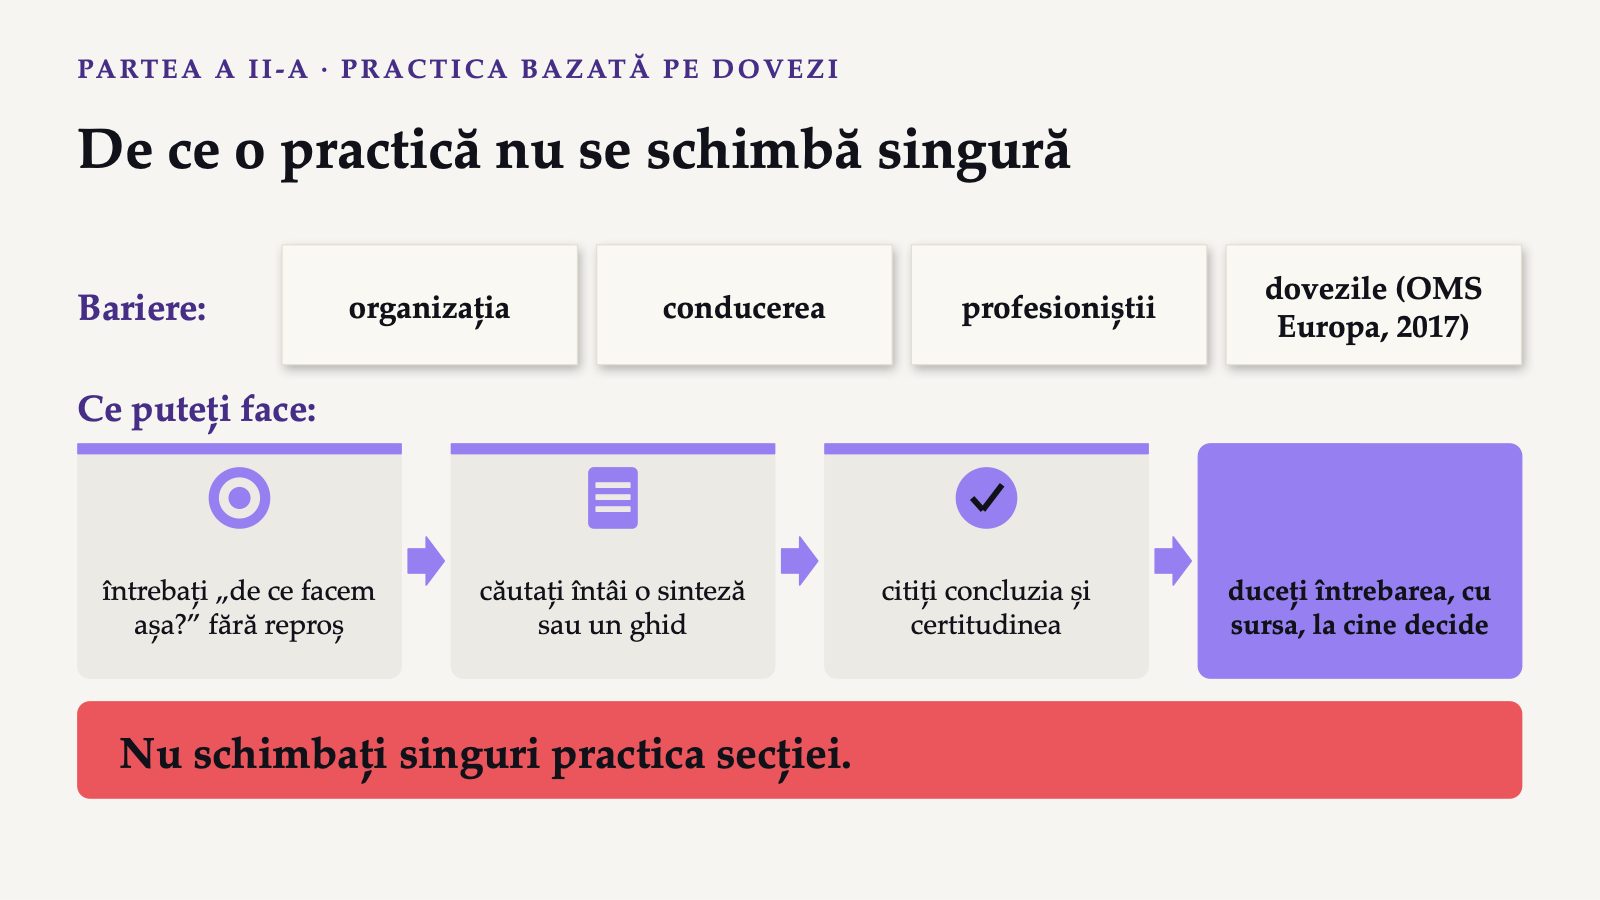 PARTEA A II-A · PRACTICA BAZATĂ PE DOVEZI
De ce o practică nu se schimbă singură
Bariere:
organizația
conducerea
profesioniștii
dovezile (OMS
Europa, 2017)
Ce puteți face:
întrebați „de ce facem
așa?” fără reproș
căutați întâi o sinteză
sau un ghid
citiți concluzia și
certitudinea
duceți întrebarea, cu
sursa, la cine decide
Nu schimbați singuri practica secției.